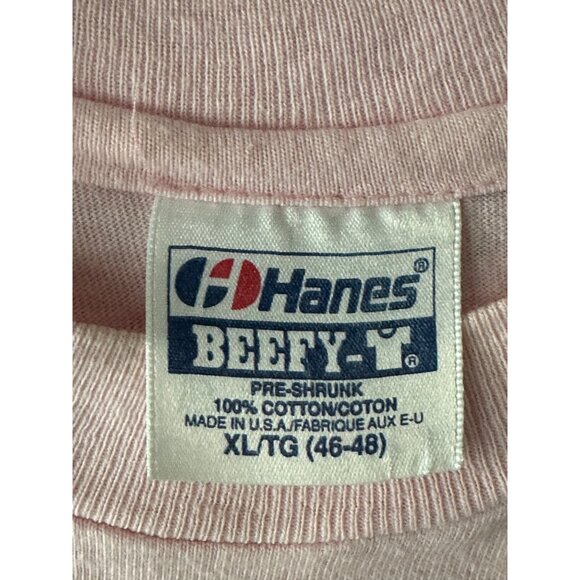 Hanes®
BEEFY-T®
PRE-SHRUNK
100% COTTON/COTON
MADE IN U.S.A./FABRIQUE AUX E-U
XL/TG (46-48)